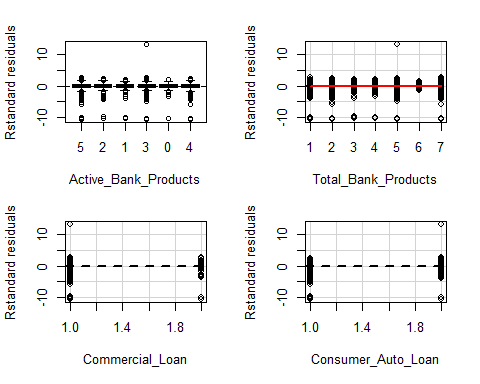 Rstandard residuals
-10 0 10
5 2 1 3 0 4
Active_Bank_Products
Rstandard residuals
-10 0 10
1 2 3 4 5 6 7
Total_Bank_Products
Rstandard residuals
-10 0 10
1.0 1.4 1.8
Commercial_Loan
Rstandard residuals
-10 0 10
1.0 1.4 1.8
Consumer_Auto_Loan